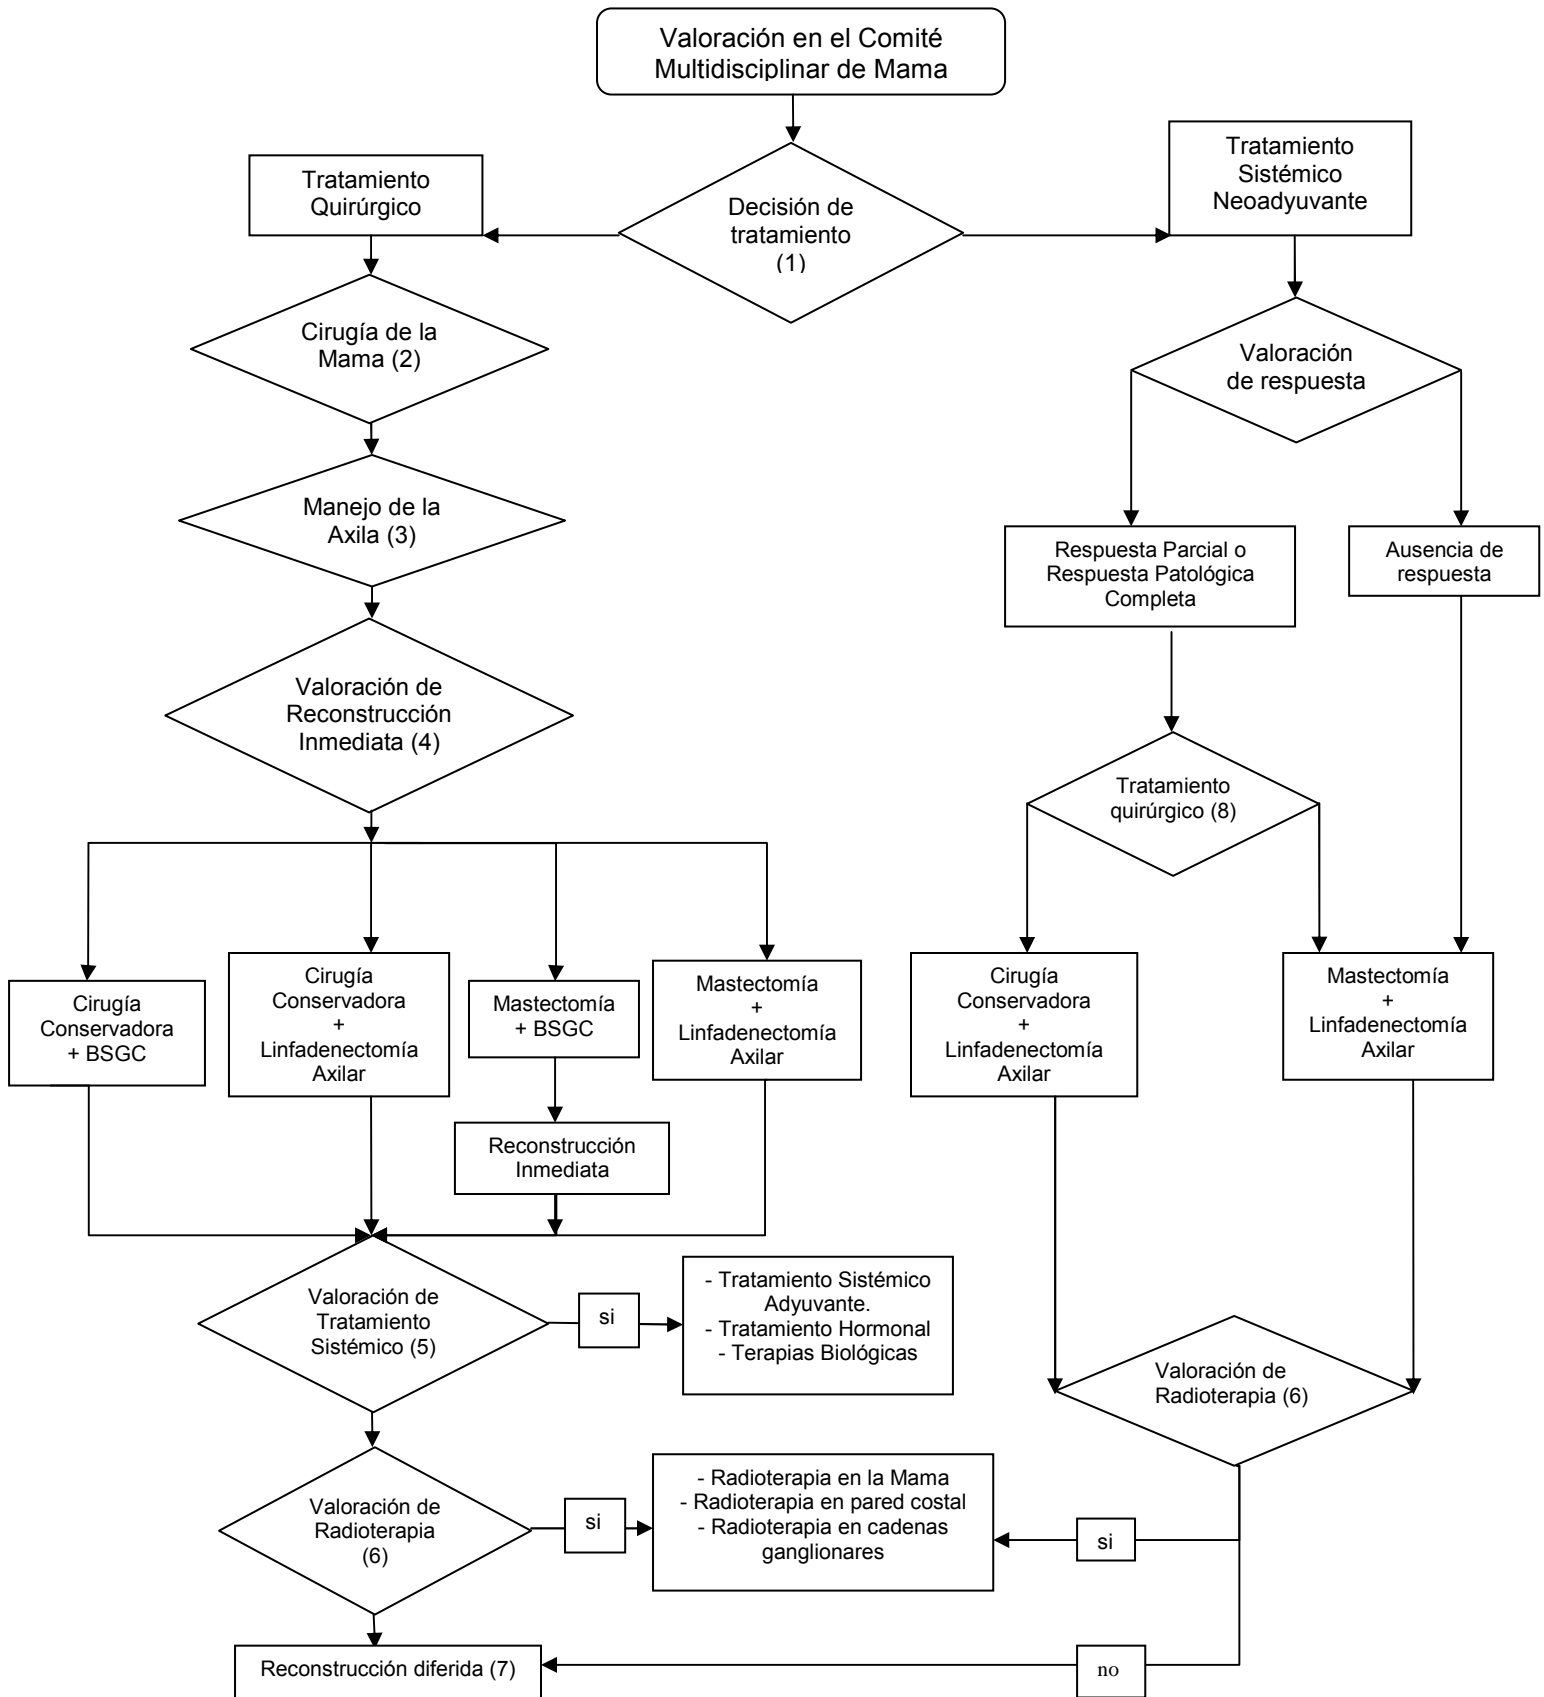 Valoración en el Comité
Multidisciplinar de Mama
Decisión de
tratamiento
(1)
Tratamiento
Quirúrgico
Tratamiento
Sistémico
Neoadyuvante
Cirugía de la
Mama (2)
Valoración
de respuesta
Manejo de la
Axila (3)
Respuesta Parcial o
Respuesta Patológica
Completa
Ausencia de
respuesta
Valoración de
Reconstrucción
Inmediata (4)
Tratamiento
quirúrgico (8)
Cirugía
Conservadora
+ BSGC
Cirugía
Conservadora
+
Linfadenectomía
Axilar
Mastectomía
+ BSGC
Mastectomía
+
Linfadenectomía
Axilar
Cirugía
Conservadora
+
Linfadenectomía
Axilar
Mastectomía
+
Linfadenectomía
Axilar
Reconstrucción
Inmediata
Valoración de
Tratamiento
Sistémico (5)
si
- Tratamiento Sistémico
Adyuvante.
- Tratamiento Hormonal
- Terapias Biológicas
Valoración de
Radioterapia (6)
Valoración de
Radioterapia
(6)
si
- Radioterapia en la Mama
- Radioterapia en pared costal
- Radioterapia en cadenas
ganglionares
si
Reconstrucción diferida (7)
no